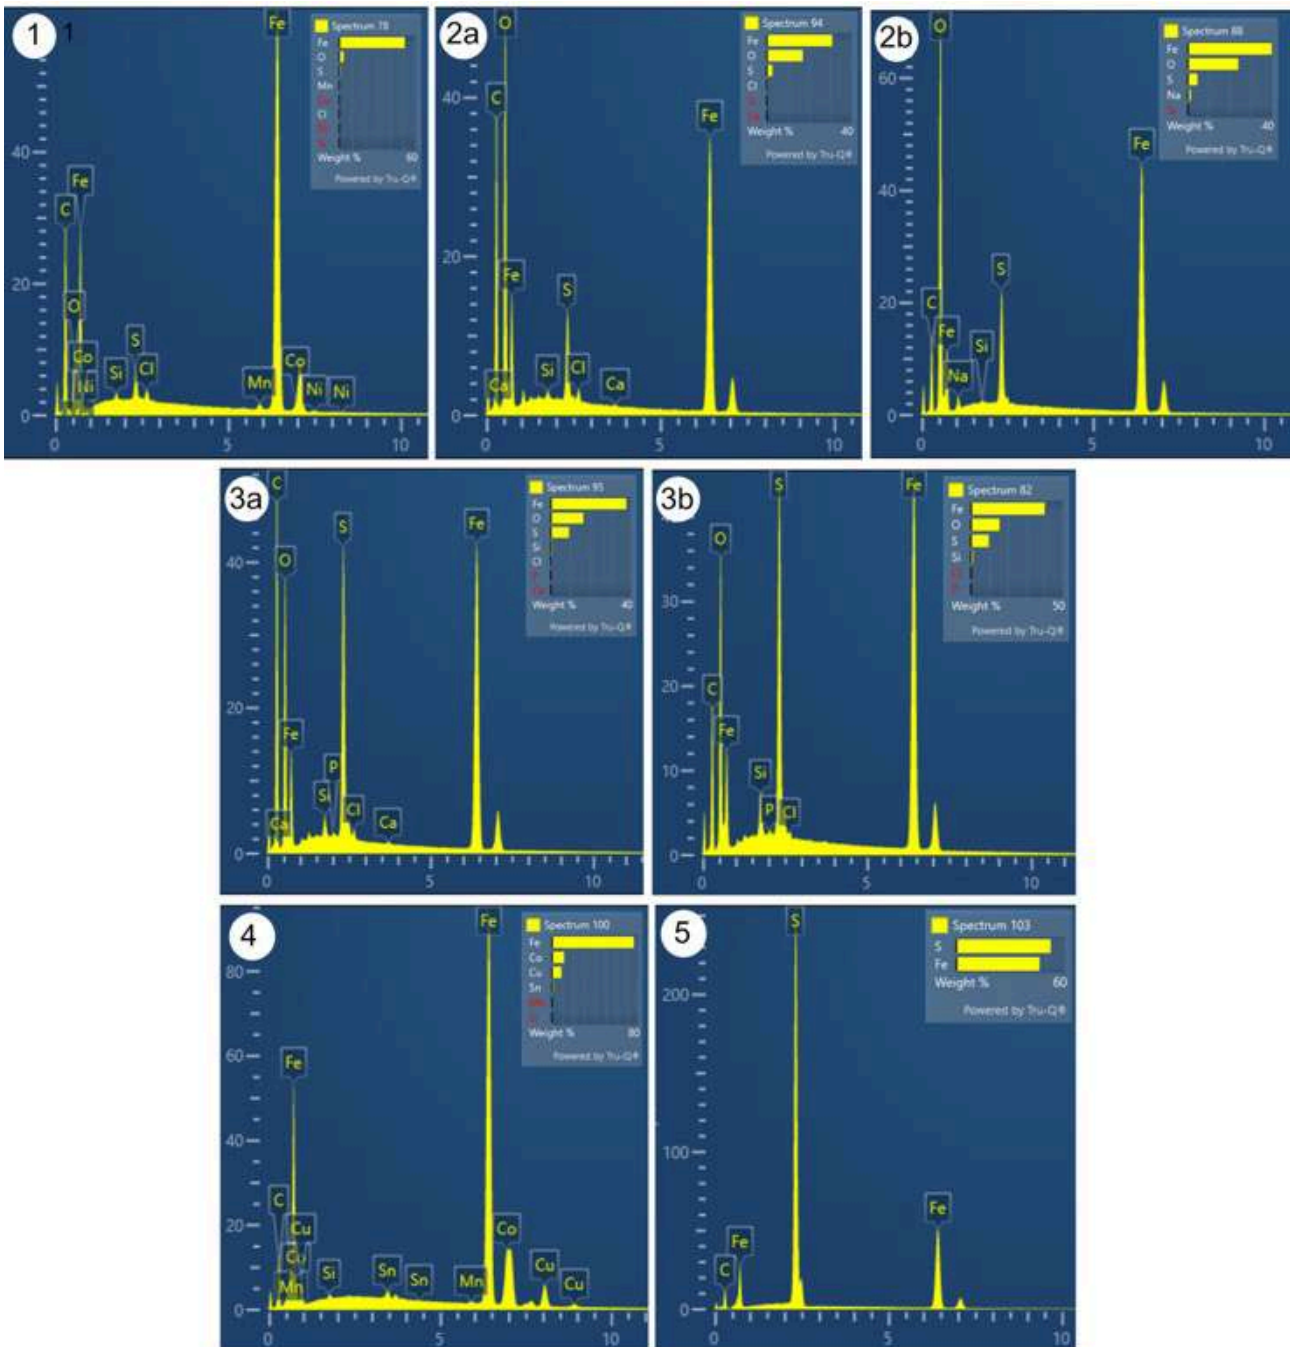 1 1
Spectrum 78
Fe
O
S
Mn
Cl
Weight % 60
Powered by Tru-Q®
Fe
Fe
C
O
Co
Ni
Si
S
Cl
Mn
Co
Ni
Ni
40
20
0
0 5 10
2a
Spectrum 94
Fe
O
S
Cl
Weight % 40
Powered by Tru-Q®
O
C
Fe
Fe
S
Ca
Si
Cl
Ca
40
20
0
0 5 10
2b
Spectrum 88
Fe
O
S
Na
Weight % 40
Powered by Tru-Q®
O
Fe
C
S
Fe
Na
Si
60
40
20
0
0 5 10
3a
Spectrum 95
Fe
O
S
Si
Cl
Weight % 40
Powered by Tru-Q®
C
S
Fe
O
Fe
P
Si
Cl
Ca
Ca
40
20
0
0 5 10
3b
Spectrum 82
Fe
O
S
Si
Weight % 50
Powered by Tru-Q®
S
Fe
O
C
Fe
Si
P
Cl
30
20
10
0
0 5 10
4
Spectrum 100
Fe
Co
Cu
Sn
Weight % 80
Powered by Tru-Q®
Fe
Fe
C
Cu
Co
Mn
Si
Sn
Sn
Mn
Co
Cu
Cu
80
60
40
20
0
0 5 10
5
Spectrum 103
S
Fe
Weight % 60
Powered by Tru-Q®
S
Fe
Fe
C
200
100
0
0 5 10